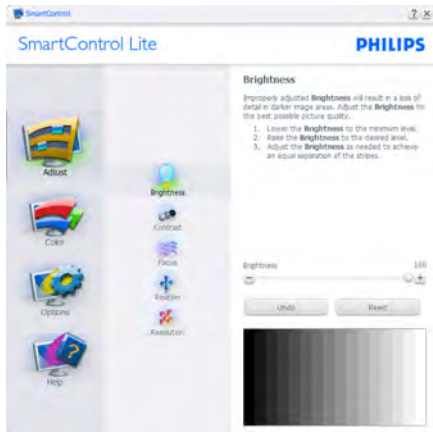 SmartControl
? x
SmartControl Lite
PHILIPS
Brightness
Improperly adjusted Brightness will result in a loss of
detail in darker image areas. Adjust the Brightness for
the best possible picture quality.
1. Lower the Brightness to the minimum level.
2. Raise the Brightness to the desired level.
3. Adjust the Brightness as needed to achieve
an equal separation of the stripes.
Adjust
Color
Options
Help
Brightness
Contrast
Focus
Position
Resolution
Brightness 100
Undo Reset